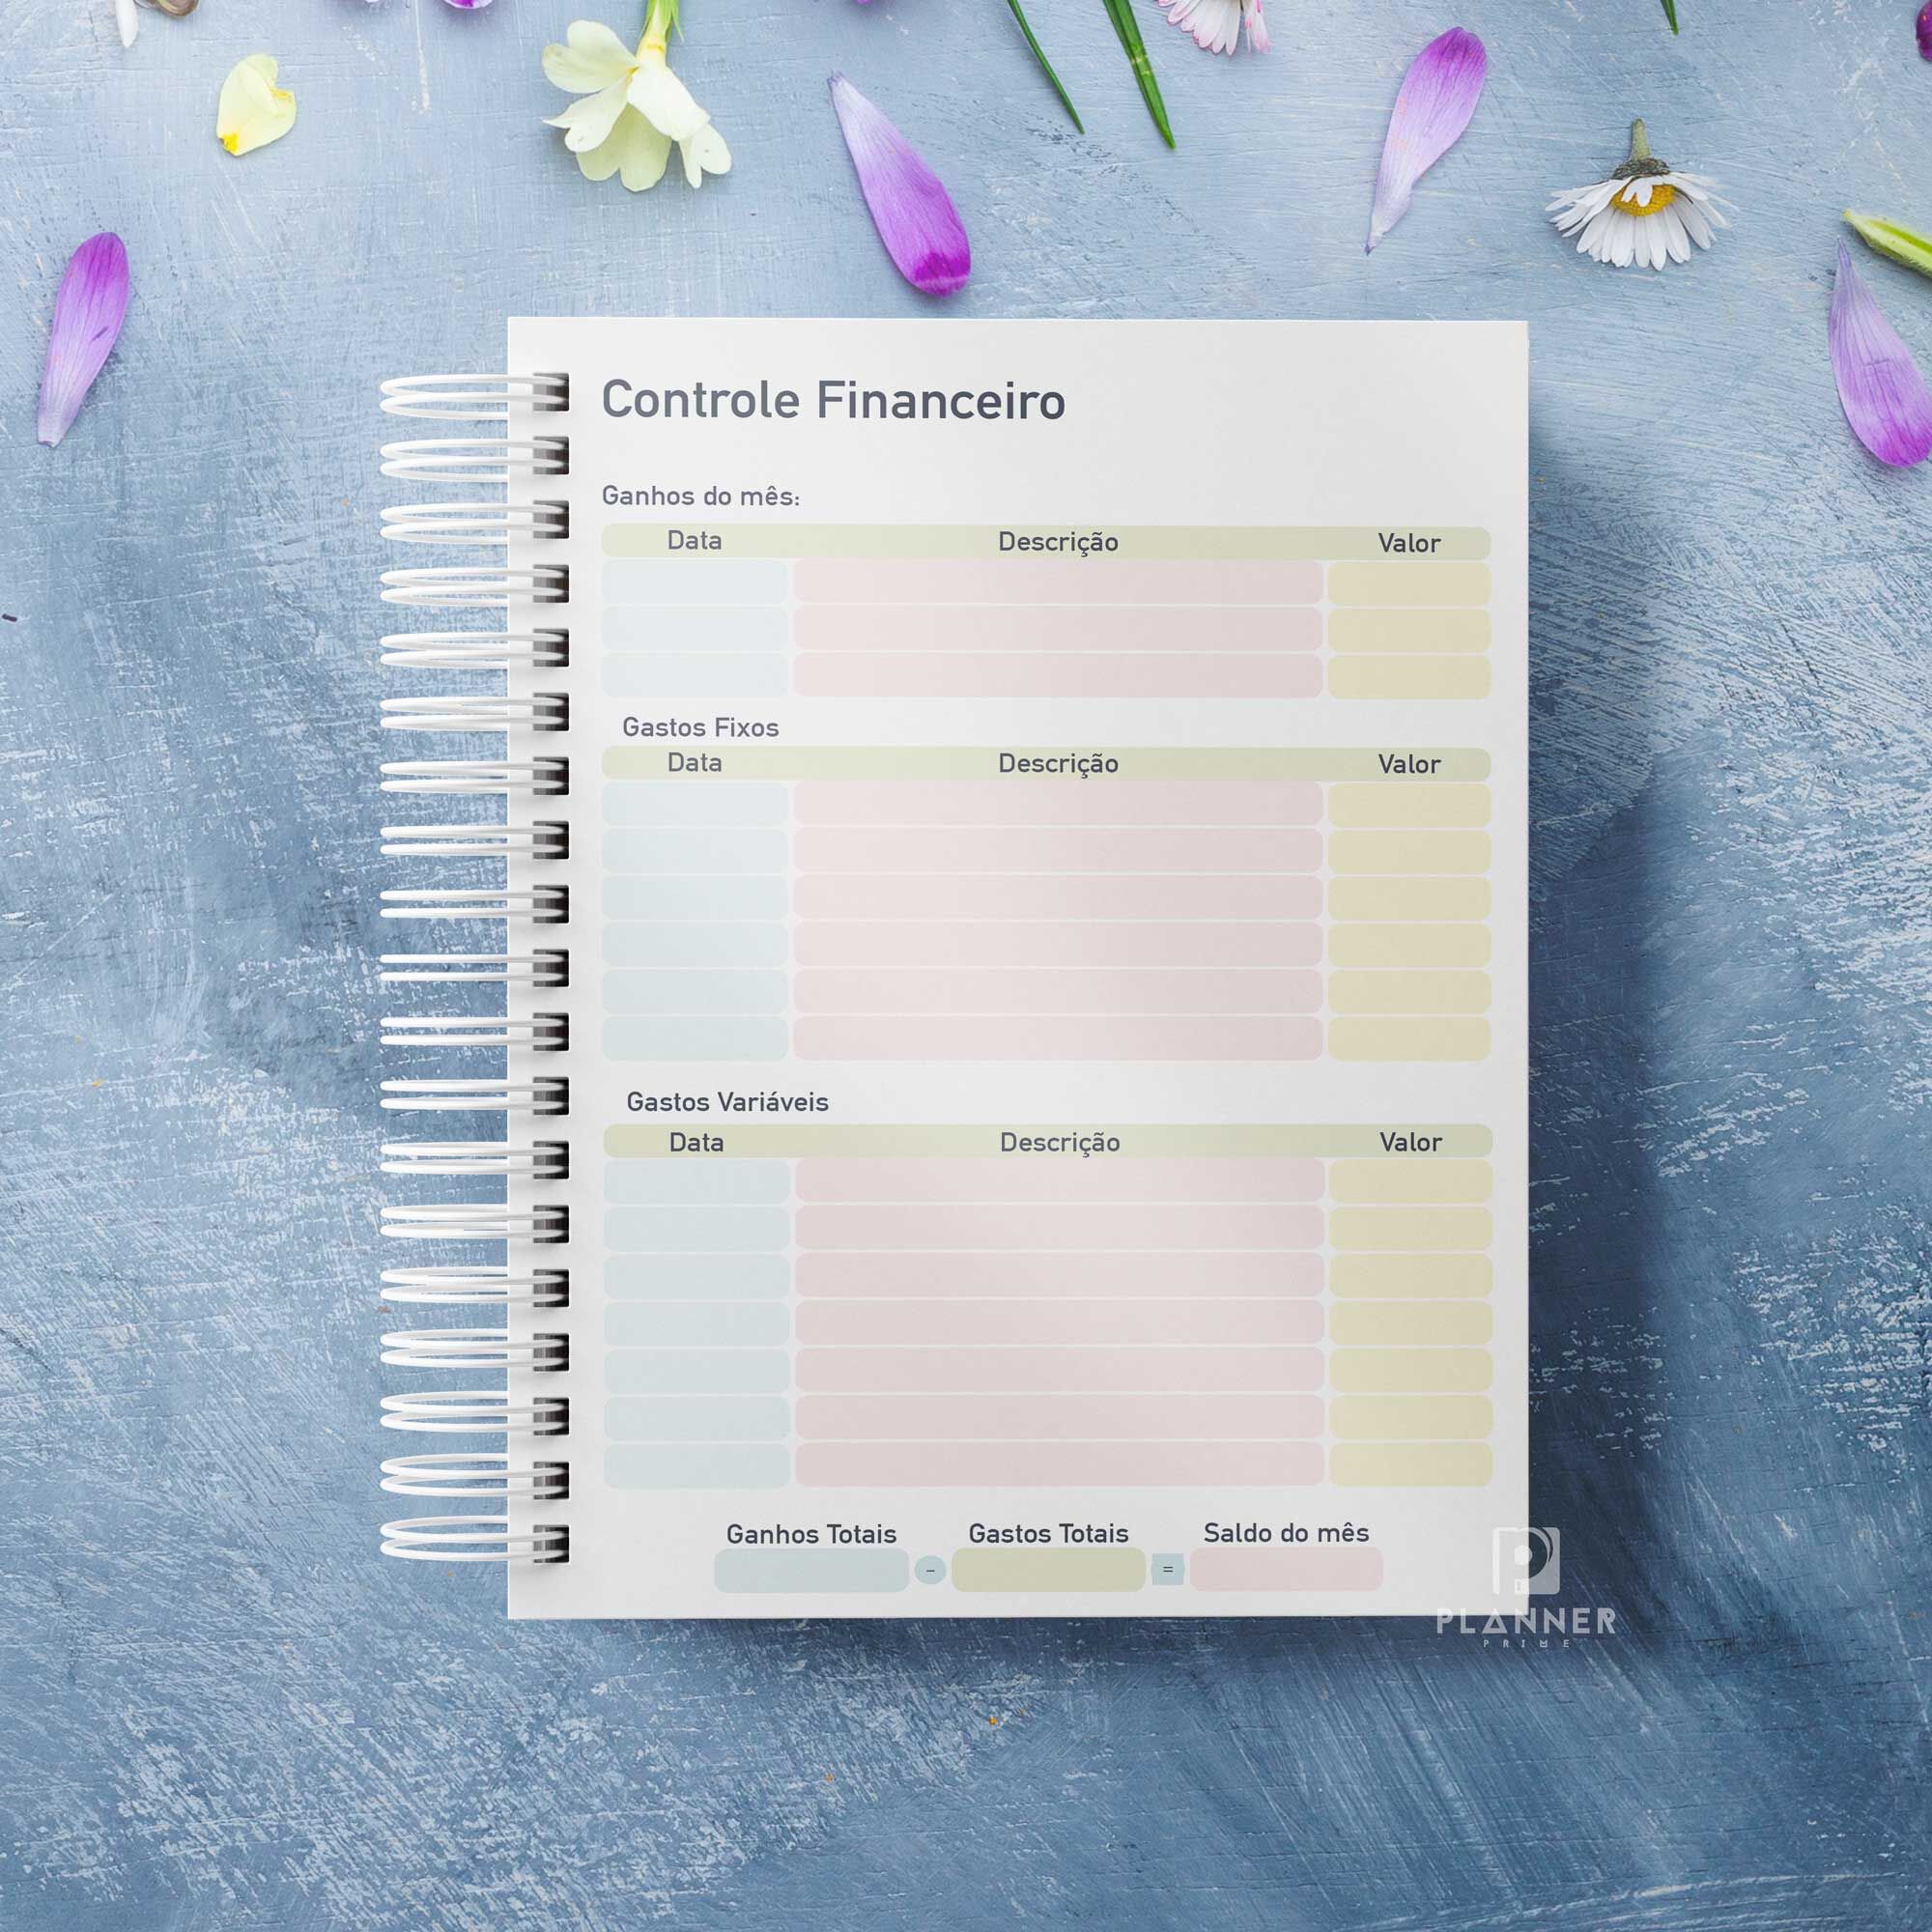 Controle Financeiro
Ganhos do mês:
Data Descrição Valor
Gastos Fixos
Data Descrição Valor
Gastos Variáveis
Data Descrição Valor
Ganhos Totais Gastos Totais Saldo do mês
- =
PLANNER
PRIME